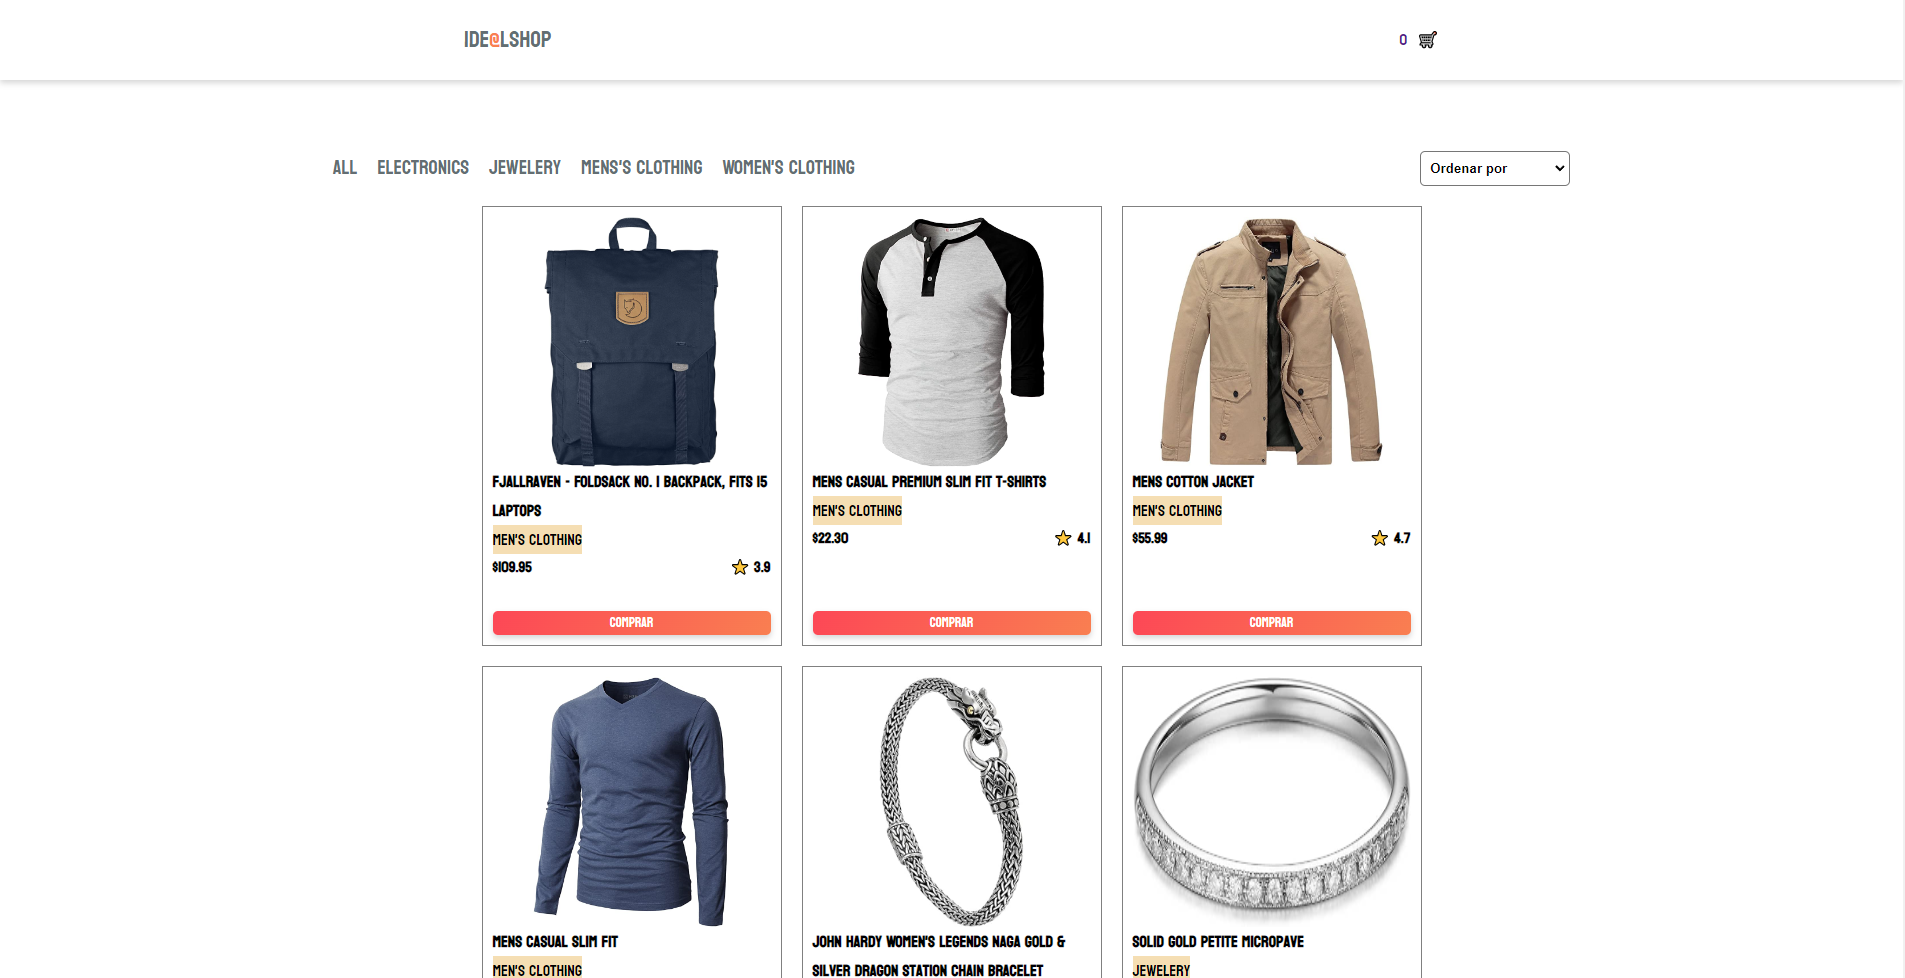 IDE@LSHOP
0
ALL ELECTRONICS JEWELERY MENS'S CLOTHING WOMEN'S CLOTHING
Ordenar por
FJALLRAVEN - FOLDSACK NO. 1 BACKPACK, FITS 15
LAPTOPS
MEN'S CLOTHING
$109.95
3.9
COMPRAR
MENS CASUAL PREMIUM SLIM FIT T-SHIRTS
MEN'S CLOTHING
$22.30
4.1
COMPRAR
MENS COTTON JACKET
MEN'S CLOTHING
$55.99
4.7
COMPRAR
MENS CASUAL SLIM FIT
MEN'S CLOTHING
JOHN HARDY WOMEN'S LEGENDS NAGA GOLD &
SILVER DRAGON STATION CHAIN BRACELET
SOLID GOLD PETITE MICROPAVE
JEWELERY